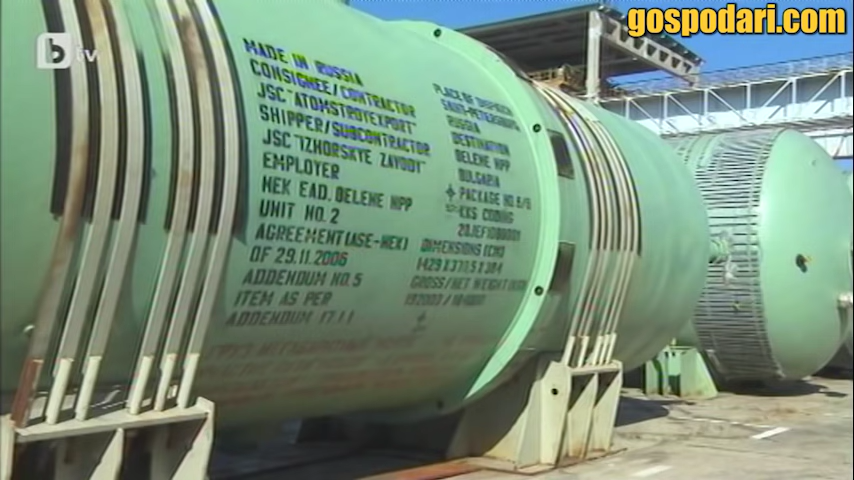 gospodari.com
btv
MADE IN RUSSIA
CONSIGNEE/CONTRACTOR
JSC "ATOMSTROYEXPORT"
SHIPPER/SUBCONTRACTOR
JSC "IZHORSKYE ZAVODY"
EMPLOYER
NEK EAD. BELENE NPP
UNIT NO. 2
AGREEMENT (ASE-NEK)
OF 29.11.2006
ADDENDUM NO. 5
ITEM AS PER
ADDENDUM 17.1.1
PLACE OF
SAINT-PETERSBURG
RUSSIA
DESTINATION
BELENE NPP
BULGARIA
PACKAGE NO.
KKS CODING
DIMENSIONS (CM)
GROSS/NET WEIGHT